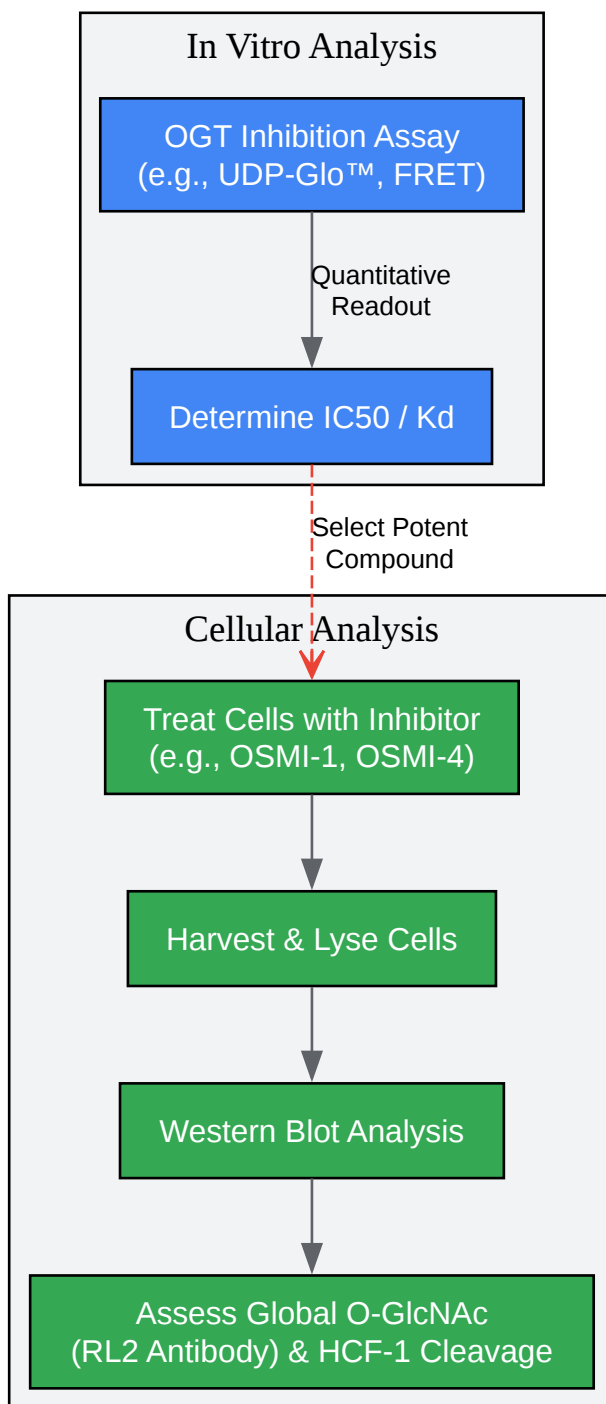 In Vitro Analysis
OGT Inhibition Assay
(e.g., UDP-Glo™, FRET)
Quantitative
Readout
Determine IC50 / Kd
Select Potent
Compound
Cellular Analysis
Treat Cells with Inhibitor
(e.g., OSMI-1, OSMI-4)
Harvest & Lyse Cells
Western Blot Analysis
Assess Global O-GlcNAc
(RL2 Antibody) & HCF-1 Cleavage